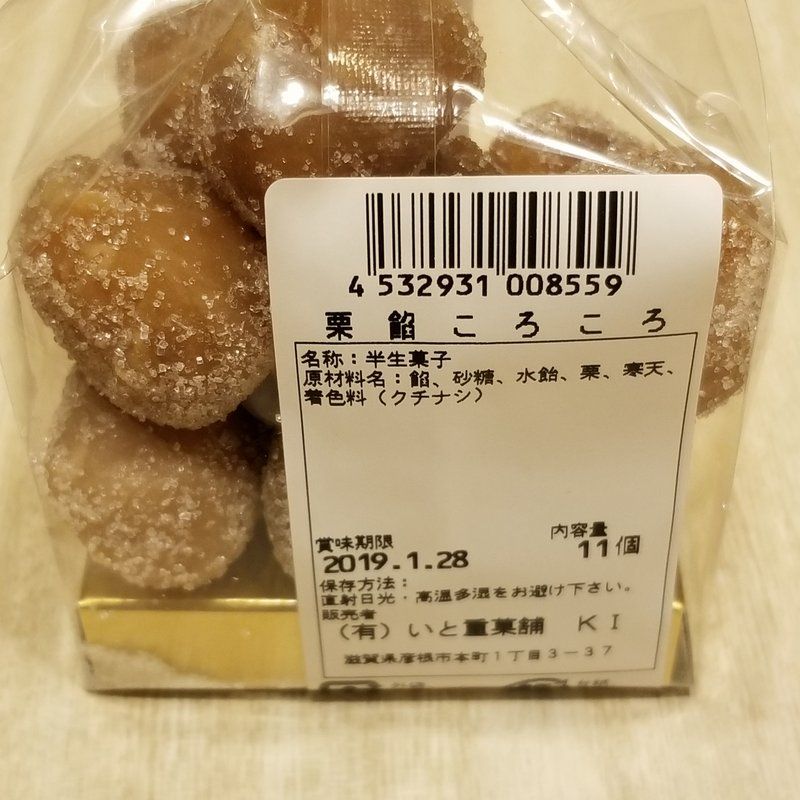 4 532931 008559
栗餡ころころ
名称：半生菓子
原材料名：餡、砂糖、水飴、栗、寒天、
着色料（クチナシ）
賞味期限
内容量
2019.1.28
11個
保存方法：
直射日光・高温多湿をお避け下さい。
販売者
（有）いと重菓舗　ＫＩ
滋賀県彦根市本町１丁目３－３７